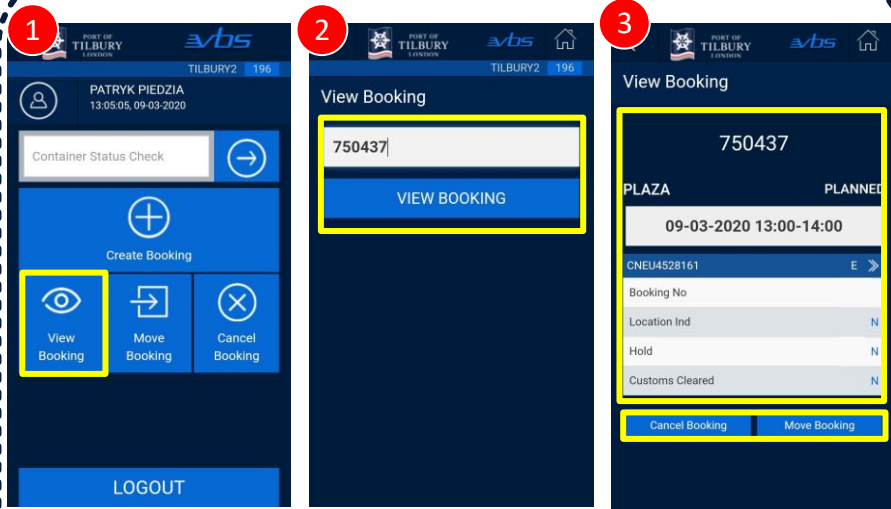 1
PORT OF
TILBURY
vbs
TILBURY2 196
PATRYK PIEDZIA
13:05:05, 09-03-2020
Container Status Check
Create Booking
View
Booking
Move
Booking
Cancel
Booking
LOGOUT
2
PORT OF
TILBURY
LONDON
vbs
TILBURY2 196
View Booking
750437
VIEW BOOKING
3
PORT OF
TILBURY
LONDON
vbs
View Booking
750437
PLAZA PLANNED
09-03-2020 13:00-14:00
CNEU4528161 E
Booking No
Location Ind N
Hold N
Customs Cleared N
Cancel Booking Move Booking